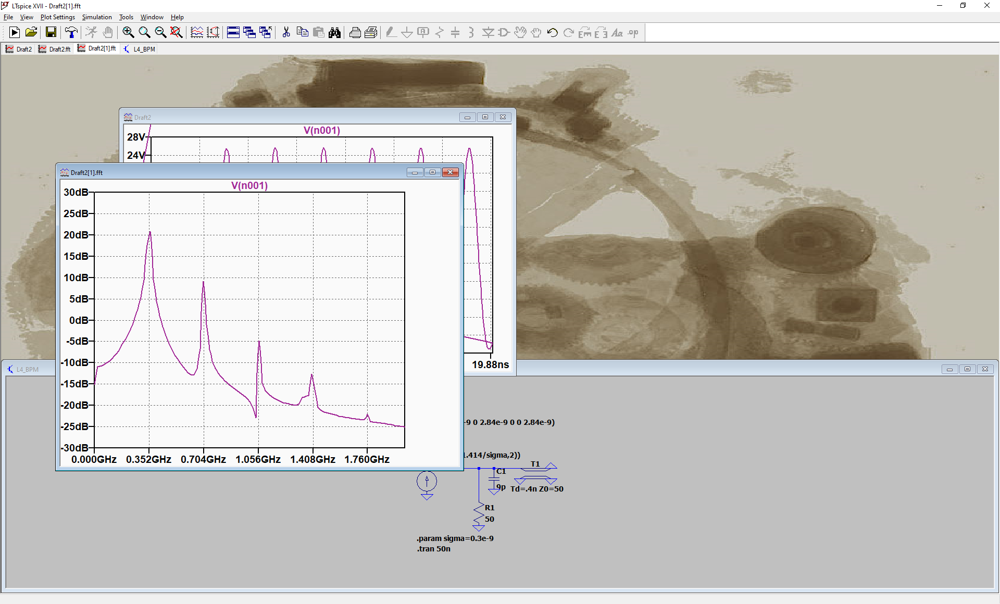 LTspice XVII - Draft2[1].fft
File View Plot Settings Simulation Tools Window Help
Draft2 Draft2.fft Draft2[1].fft L4_BPM
Draft2
V(n001)
28V
24V
19.88ns
Draft2[1].fft
V(n001)
30dB
25dB
20dB
15dB
10dB
5dB
0dB
-5dB
-10dB
-15dB
-20dB
-25dB
-30dB
0.000GHz 0.352GHz 0.704GHz 1.056GHz 1.408GHz 1.760GHz
L4_BPM
-9 0 2.84e-9 0 0 2.84e-9)
1.414/sigma,2))
T1
C1
9p
Td=.4n Z0=50
R1
50
.param sigma=0.3e-9
.tran 50n